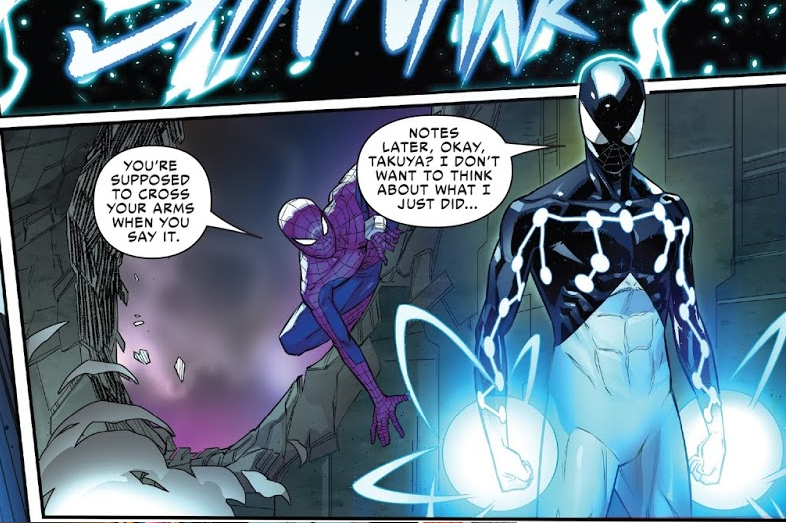 YOU'RE
SUPPOSED
TO CROSS
YOUR ARMS
WHEN YOU
SAY IT.
NOTES
LATER, OKAY,
TAKUYA? I DON'T
WANT TO THINK
ABOUT WHAT I
JUST DID...